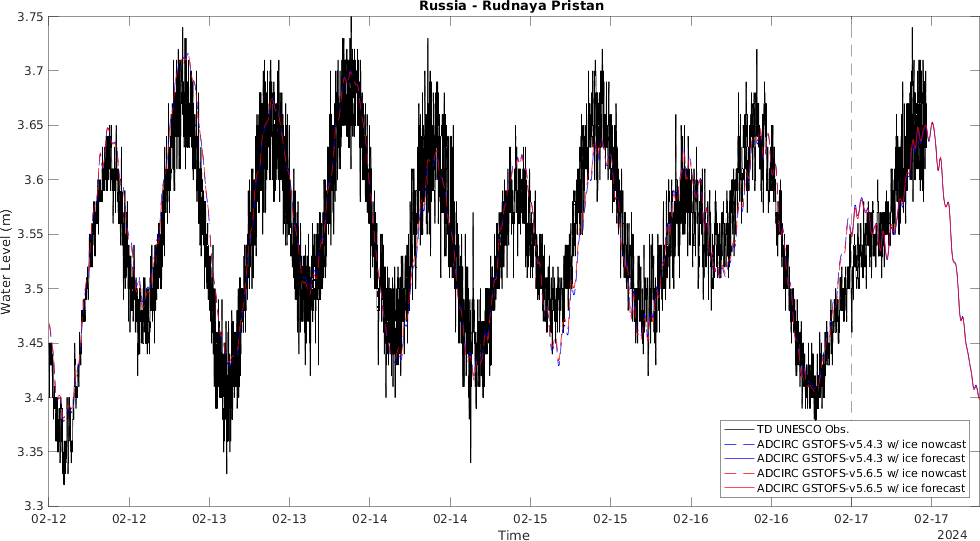 Russia - Rudnaya Pristan
3.75
3.7
3.65
3.6
3.55
3.5
3.45
3.4
3.35
3.3
Water Level (m)
TD UNESCO Obs.
ADCIRC GSTOFS-v5.4.3 w/ ice nowcast
ADCIRC GSTOFS-v5.4.3 w/ ice forecast
ADCIRC GSTOFS-v5.6.5 w/ ice nowcast
ADCIRC GSTOFS-v5.6.5 w/ ice forecast
02-12 02-12 02-13 02-13 02-14 02-14 02-15 02-15 02-16 02-16 02-17 02-17
Time
2024